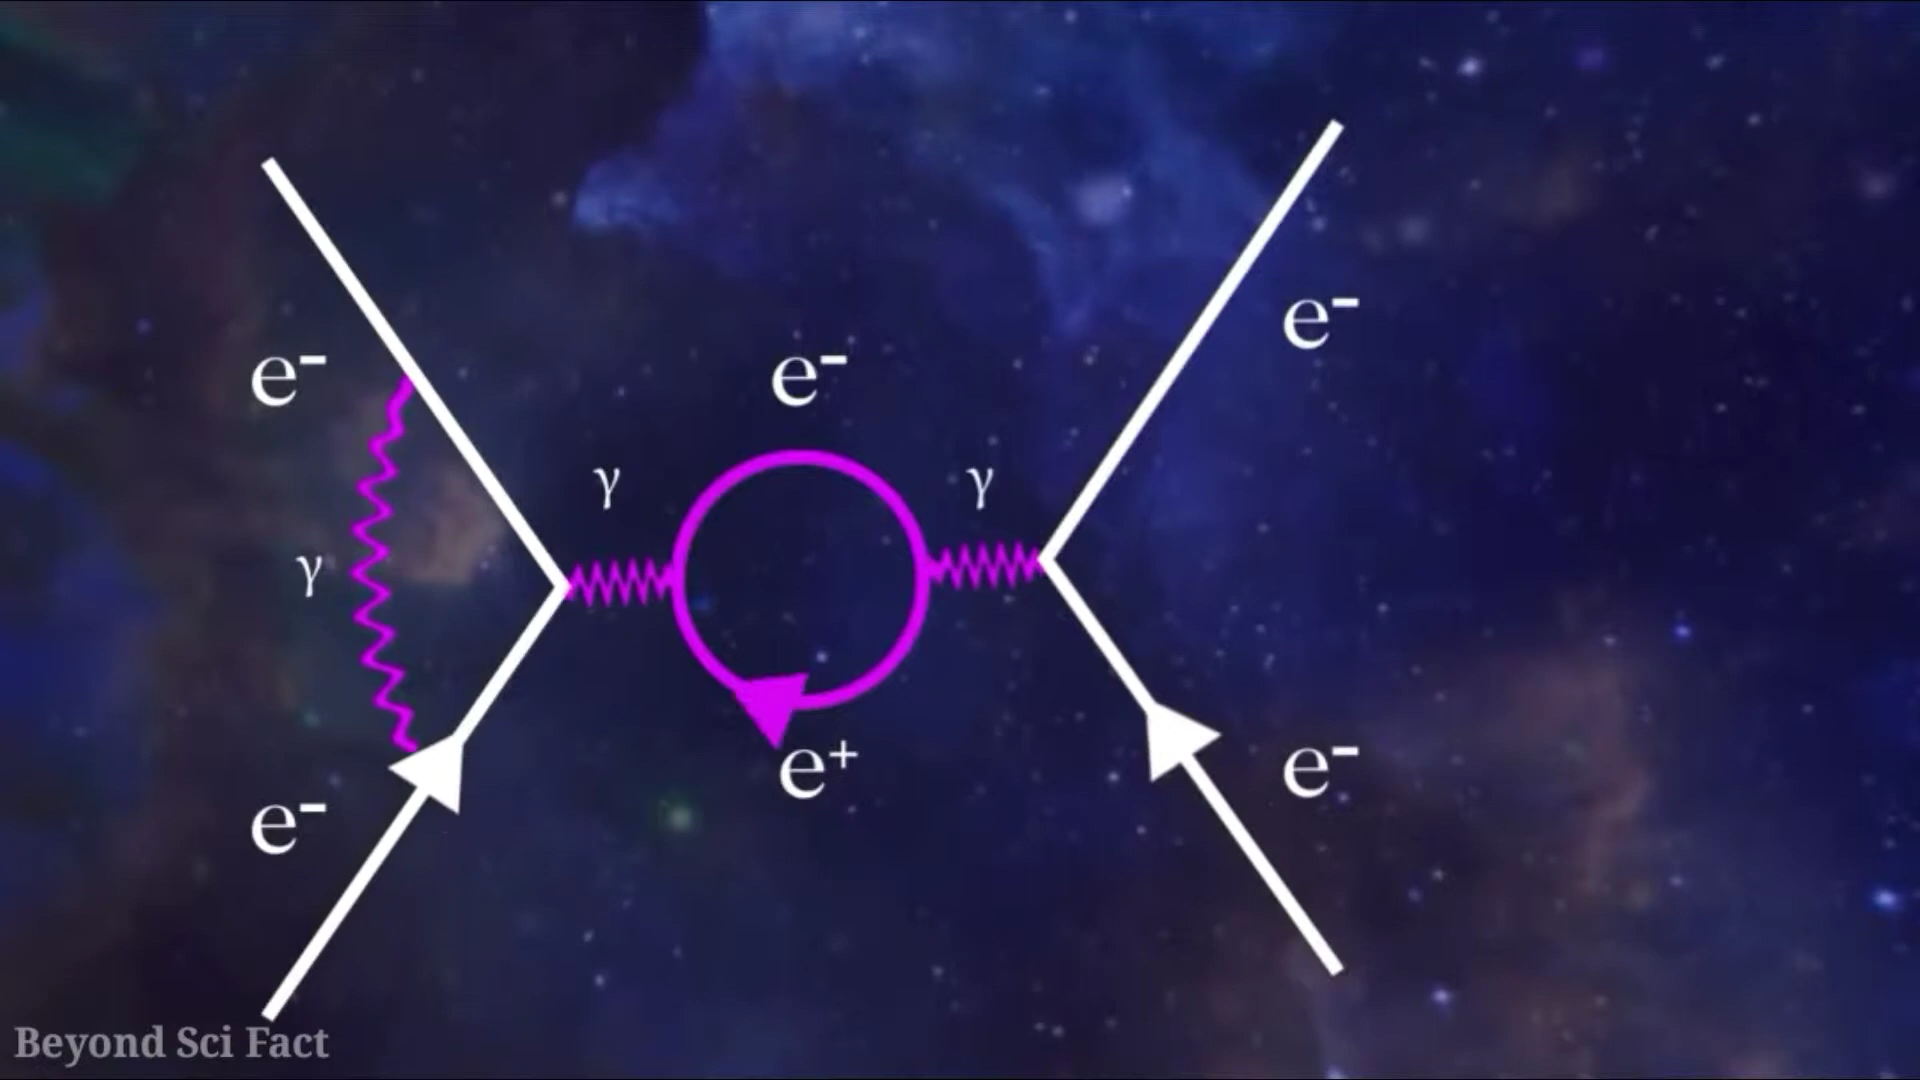 e⁻
e⁻
e⁻
γ
γ
γ
e⁻
e⁺
e⁻
Beyond Sci Fact